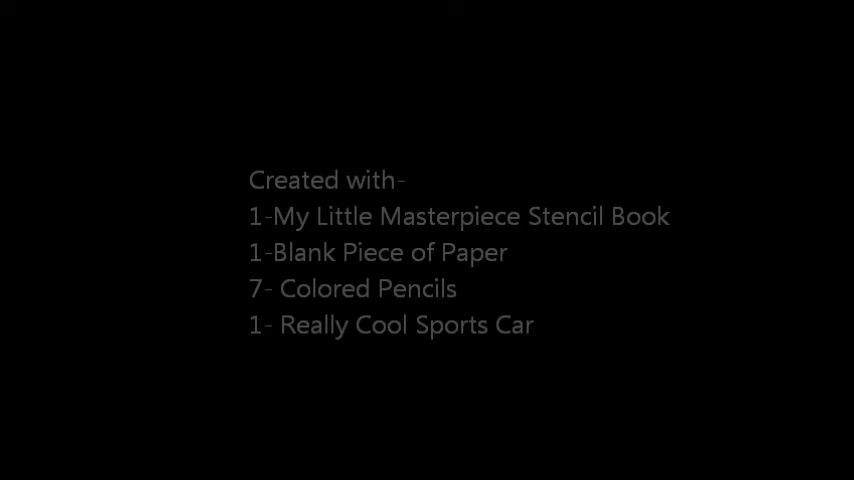 Created with-
1-My Little Masterpiece Stencil Book
1-Blank Piece of Paper
7- Colored Pencils
1- Really Cool Sports Car